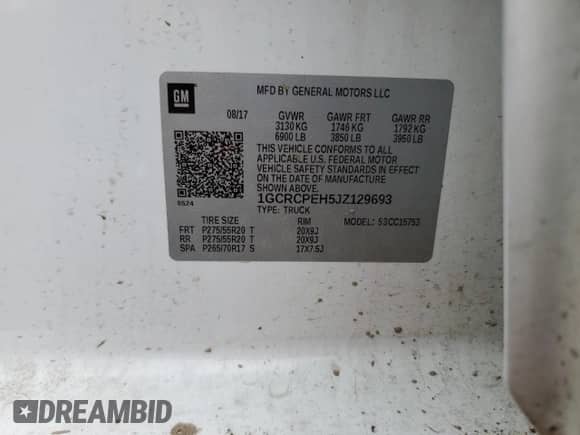 GM
MFD BY GENERAL MOTORS LLC
08/17 GVWR GAWR FRT GAWR RR
3130 KG 1746 KG 1792 KG
6900 LB 3850 LB 3950 LB
THIS VEHICLE CONFORMS TO ALL
APPLICABLE U.S. FEDERAL MOTOR
VEHICLE SAFETY STANDARDS IN
EFFECT ON THE DATE OF MANUFACTURE
SHOWN ABOVE.
1GCRCPEH5JZ129693
6524
TYPE: TRUCK
TIRE SIZE RIM MODEL: 53CC15753
FRT P275/55R20 T 20X9J
RR P275/55R20 T 20X9J
SPA P265/70R17 S 17X7.5J
DREAMBID